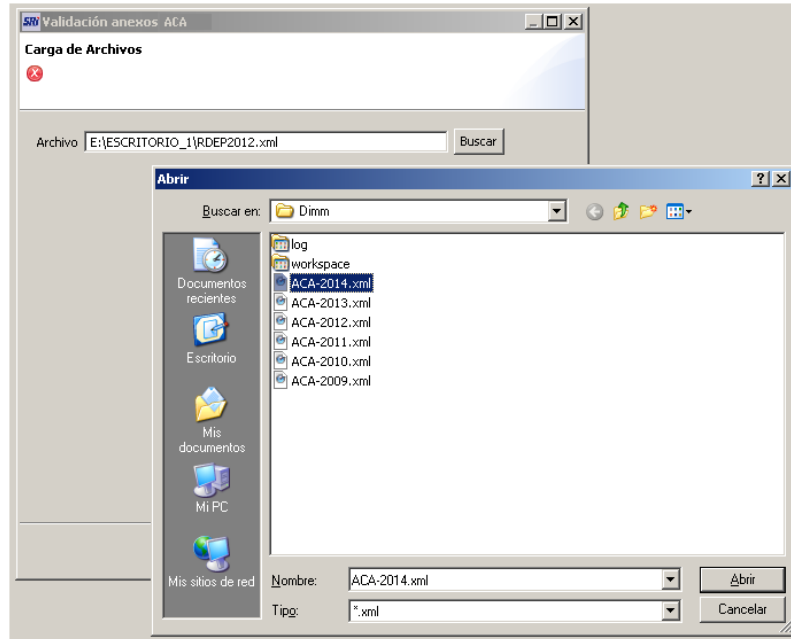 SRi Validación anexos ACA
Carga de Archivos
Archivo E:\ESCRITORIO_1\RDEP2012.xml Buscar
Abrir
Buscar en: Dimm
log
workspace
ACA-2014.xml
ACA-2013.xml
ACA-2012.xml
ACA-2011.xml
ACA-2010.xml
ACA-2009.xml
Documentos
recientes
Escritorio
Mis
documentos
Mi PC
Mis sitios de red
Nombre: ACA-2014.xml Abrir
Tipo: *.xml Cancelar